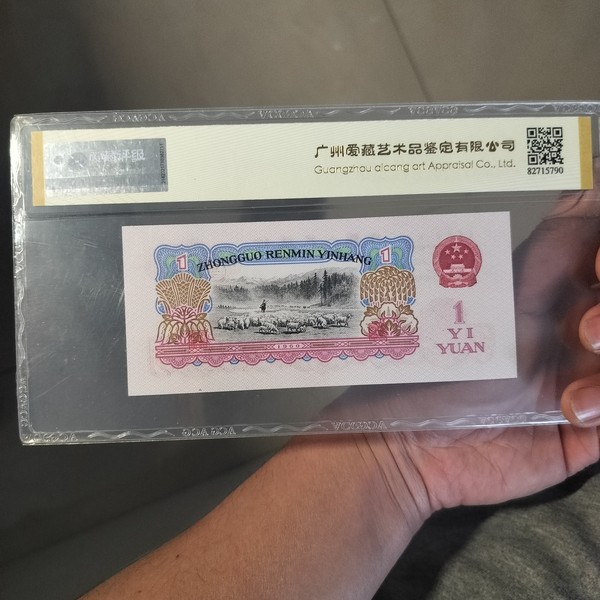 广州爱藏艺术品鉴定有限公司
Guangzhou aicang art Appraisal Co., Ltd.
82715790
1
1
ZHONGGUO RENMIN YINHANG
1
YI
YUAN
1960